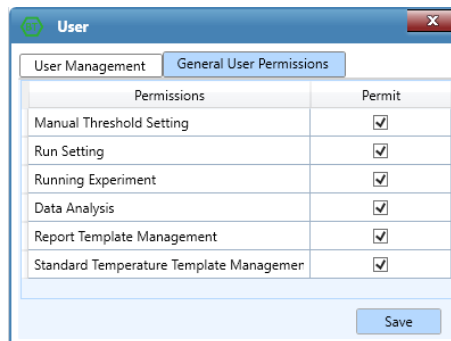 User
X
User Management General User Permissions
Permissions Permit
Manual Threshold Setting
Run Setting
Running Experiment
Data Analysis
Report Template Management
Standard Temperature Template Managemen
Save